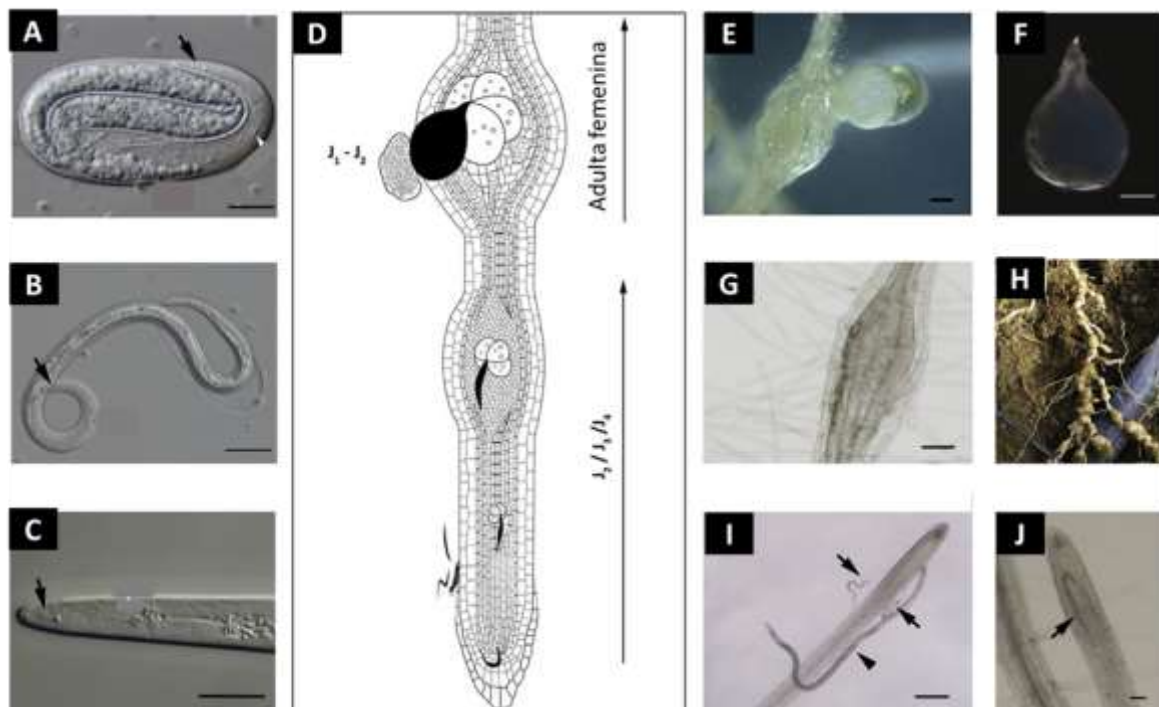 A
B
C
D
J₁ - J₂
Adulta femenina
J₂ / J₃ /J₄
E
F
G
H
I
J